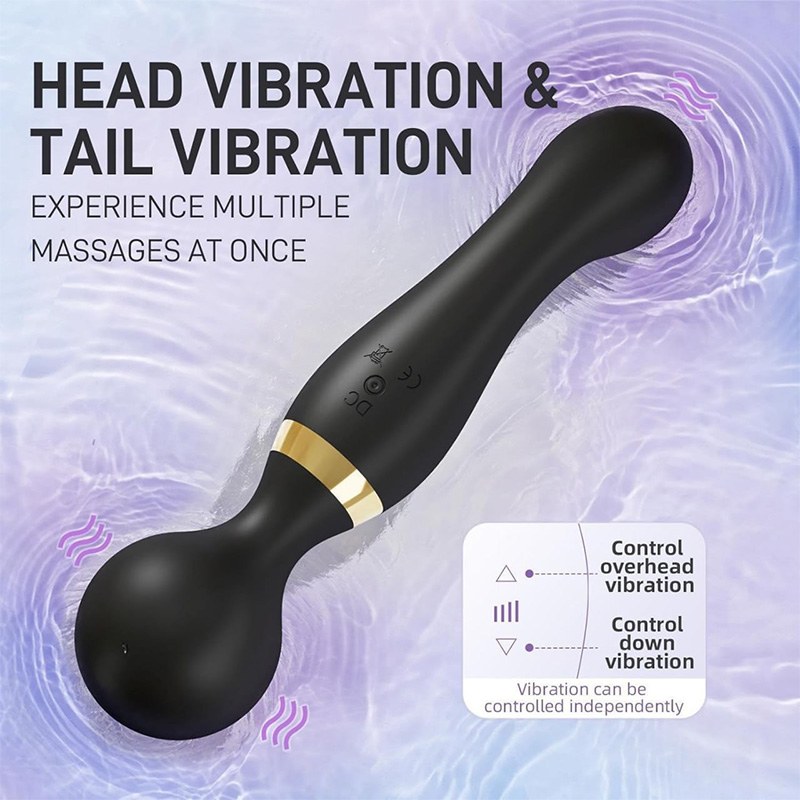 HEAD VIBRATION &
TAIL VIBRATION
EXPERIENCE MULTIPLE
MASSAGES AT ONCE
DC
CE
Control
overhead
vibration
Control
down
vibration
Vibration can be
controlled independently